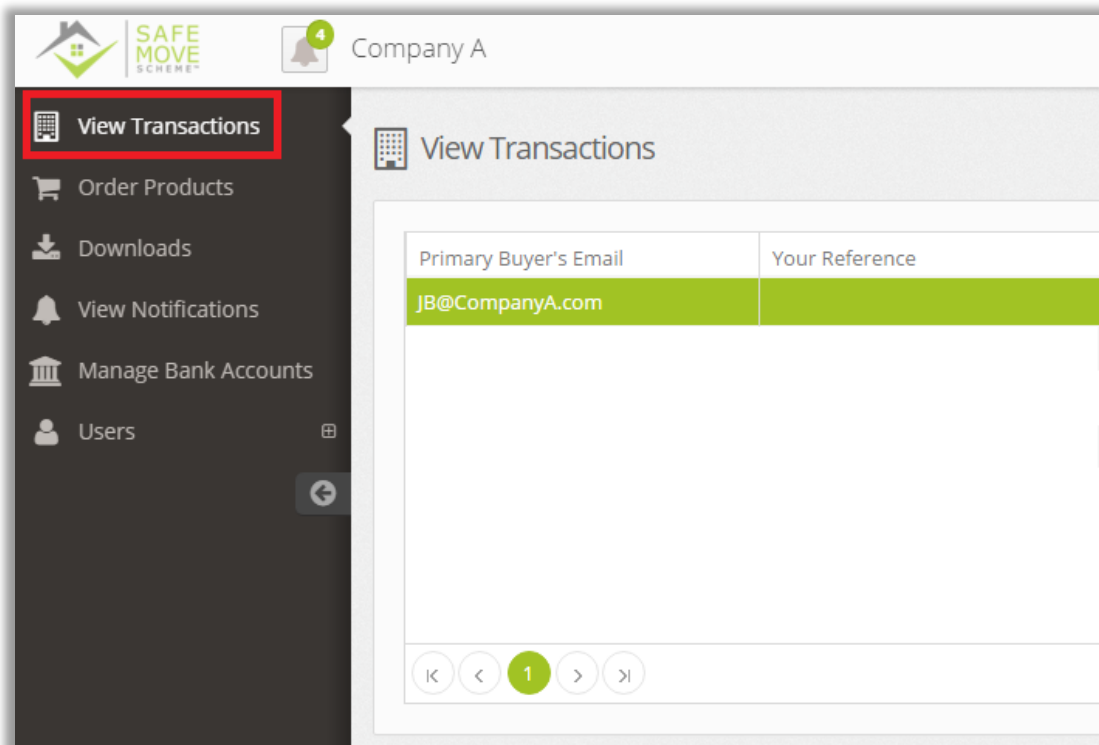 SAFE
MOVE
SCHEME™
4
Company A
View Transactions
Order Products
Downloads
View Notifications
Manage Bank Accounts
Users
View Transactions
Primary Buyer's Email
Your Reference
JB@CompanyA.com
1